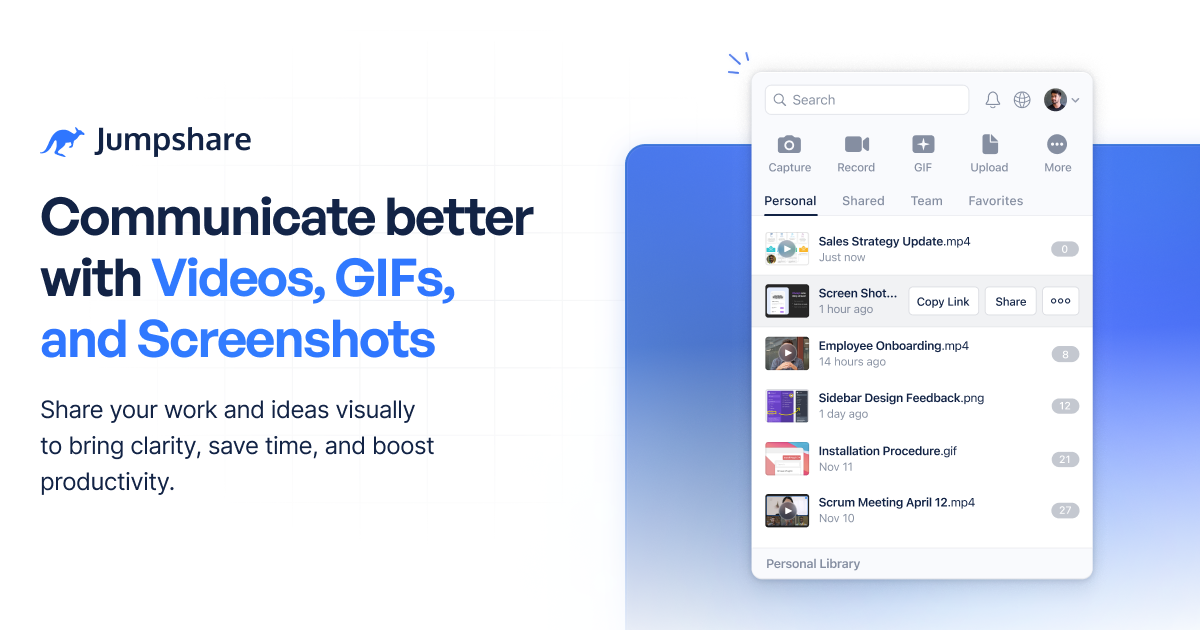 Jumpshare
Communicate better
with Videos, GIFs,
and Screenshots
Share your work and ideas visually
to bring clarity, save time, and boost
productivity.
Search
Capture Record GIF Upload More
Personal Shared Team Favorites
Sales Strategy Update.mp4
Just now
0
Screen Shot...
1 hour ago
Copy Link Share
Employee Onboarding.mp4
14 hours ago
8
Sidebar Design Feedback.png
1 day ago
12
Installation Procedure.gif
Nov 11
21
Scrum Meeting April 12.mp4
Nov 10
27
Personal Library